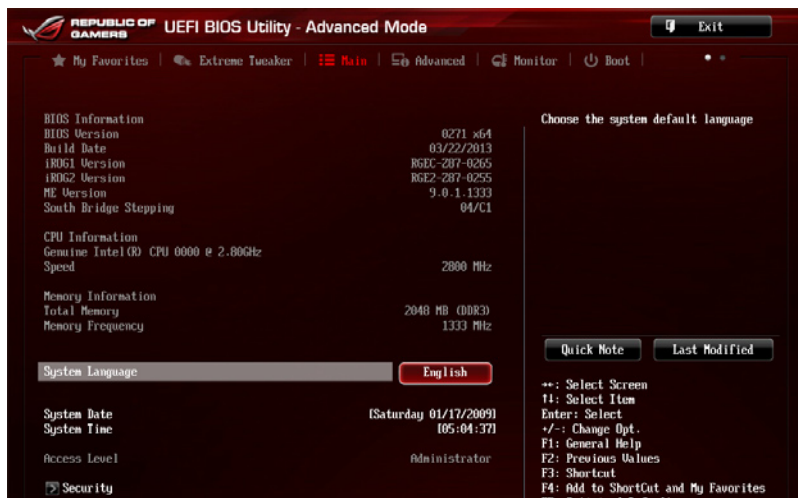 REPUBLIC OF GAMERS UEFI BIOS Utility - Advanced Mode Exit
My Favorites Extreme Tweaker Main Advanced Monitor Boot
BIOS Information Choose the system default language
BIOS Version 0271 x64
Build Date 03/22/2013
iROG1 Version RGEC-Z87-0265
iROG2 Version RGE2-Z87-0255
ME Version 9.0.1.1333
South Bridge Stepping 04/C1
CPU Information
Genuine Intel(R) CPU 0000 @ 2.80GHz
Speed 2800 MHz
Memory Information
Total Memory 2048 MB (DDR3)
Memory Frequency 1333 MHz
Quick Note Last Modified
System Language English
→←: Select Screen
↑↓: Select Item
System Date [Saturday 01/17/2009] Enter: Select
System Time [05:04:37] +/-: Change Opt.
F1: General Help
Access Level Administrator F2: Previous Values
F3: Shortcut
Security F4: Add to ShortCut and My Favorites